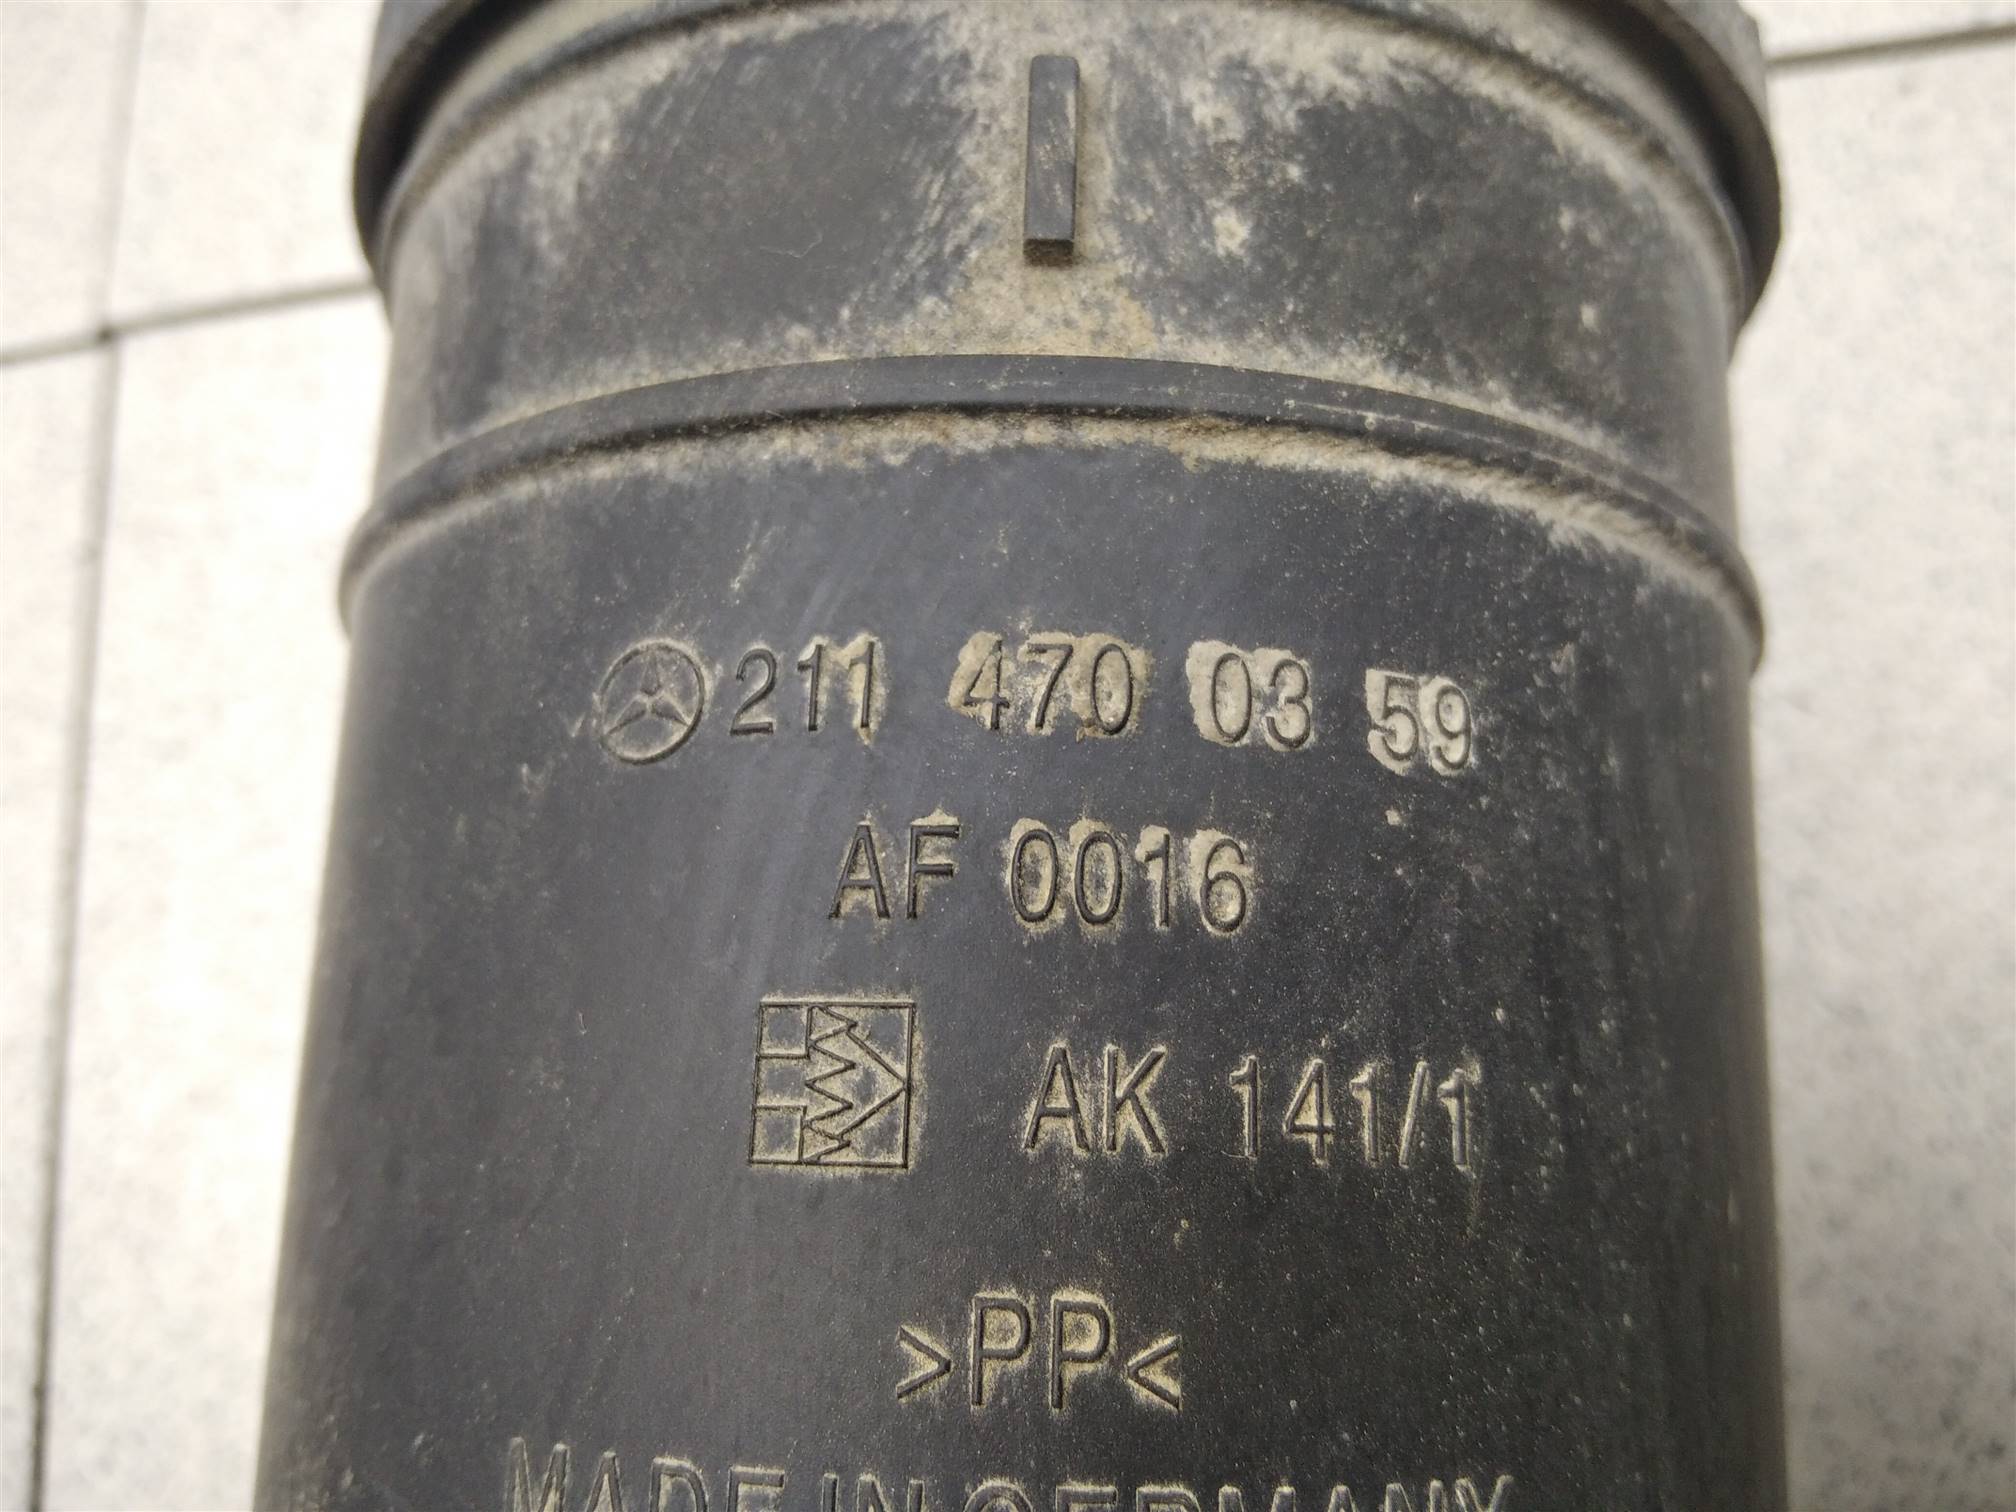 211 470 03 59
AF 0016
AK 141/1
>PP<
MADE IN GERMANY